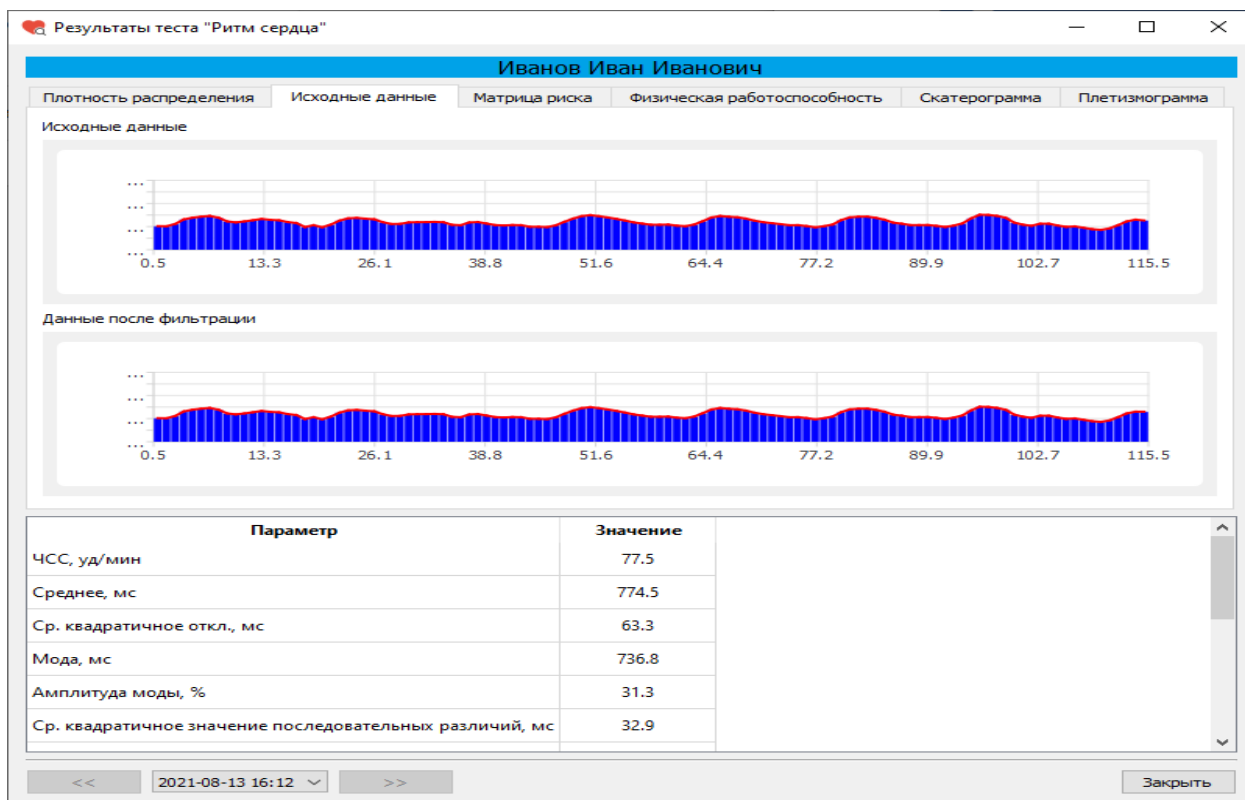 Результаты теста "Ритм сердца"
Иванов Иван Иванович
Плотность распределения Исходные данные Матрица риска Физическая работоспособность Скатерограмма Плетизмограмма
Исходные данные
...
...
...
...
0.5 13.3 26.1 38.8 51.6 64.4 77.2 89.9 102.7 115.5
Данные после фильтрации
...
...
...
...
0.5 13.3 26.1 38.8 51.6 64.4 77.2 89.9 102.7 115.5
Параметр Значение
ЧСС, уд/мин 77.5
Среднее, мс 774.5
Ср. квадратичное откл., мс 63.3
Мода, мс 736.8
Амплитуда моды, % 31.3
Ср. квадратичное значение последовательных различий, мс 32.9
<< 2021-08-13 16:12 >> Закрыть